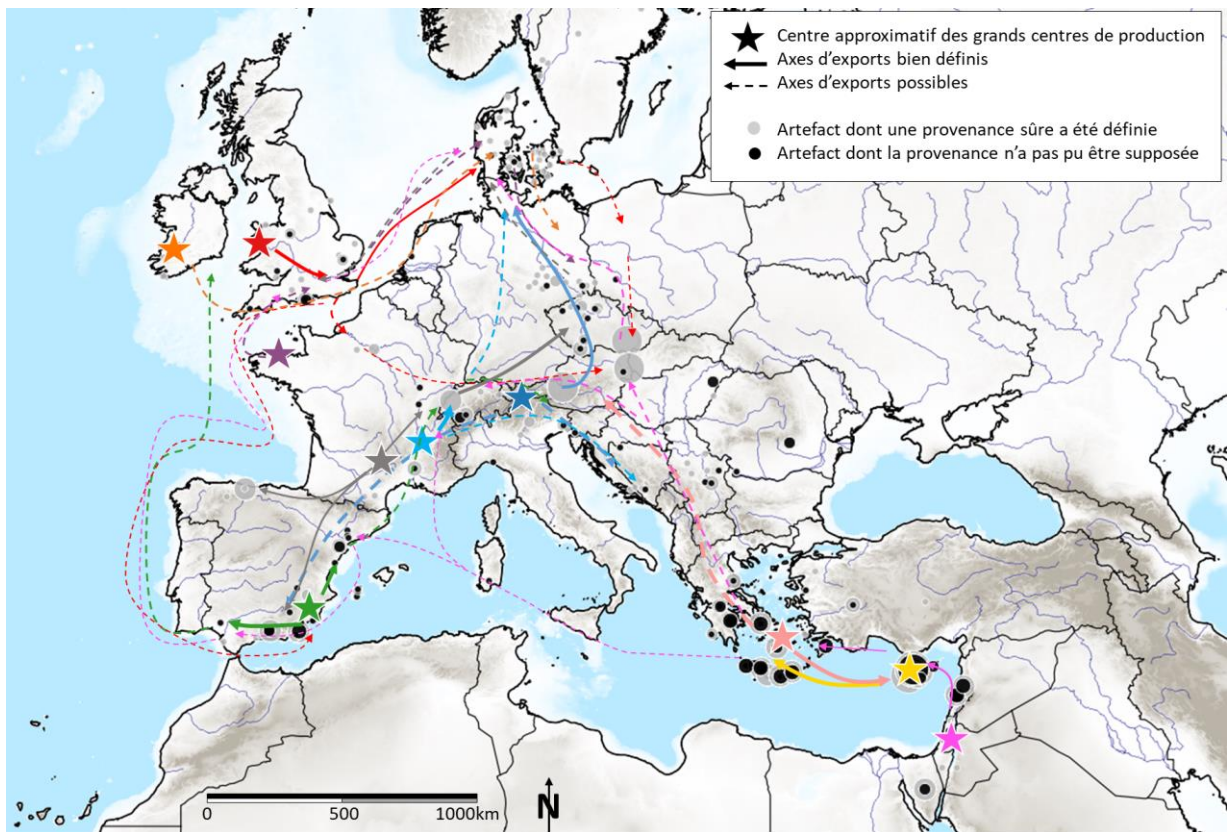 Centre approximatif des grands centres de production
Axes d'exports bien définis
Axes d'exports possibles
Artefact dont une provenance sûre a été définie
Artefact dont la provenance n'a pas pu être supposée
0 500 1000km
N